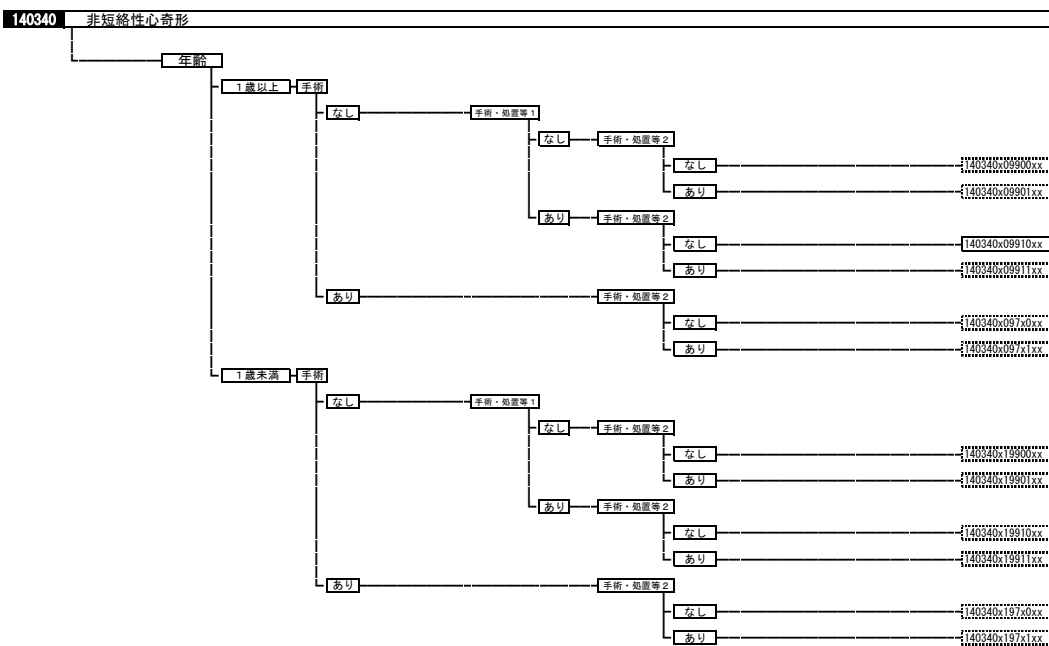 140340 非短絡性心奇形
年齢
1歳以上 手術
なし 手術・処置等1
なし 手術・処置等2
なし 140340x09900xx
あり 140340x09901xx
あり 手術・処置等2
なし 140340x09910xx
あり 140340x09911xx
あり 手術・処置等2
なし 140340x097x0xx
あり 140340x097x1xx
1歳未満 手術
なし 手術・処置等1
なし 手術・処置等2
なし 140340x19900xx
あり 140340x19901xx
あり 手術・処置等2
なし 140340x19910xx
あり 140340x19911xx
あり 手術・処置等2
なし 140340x197x0xx
あり 140340x197x1xx